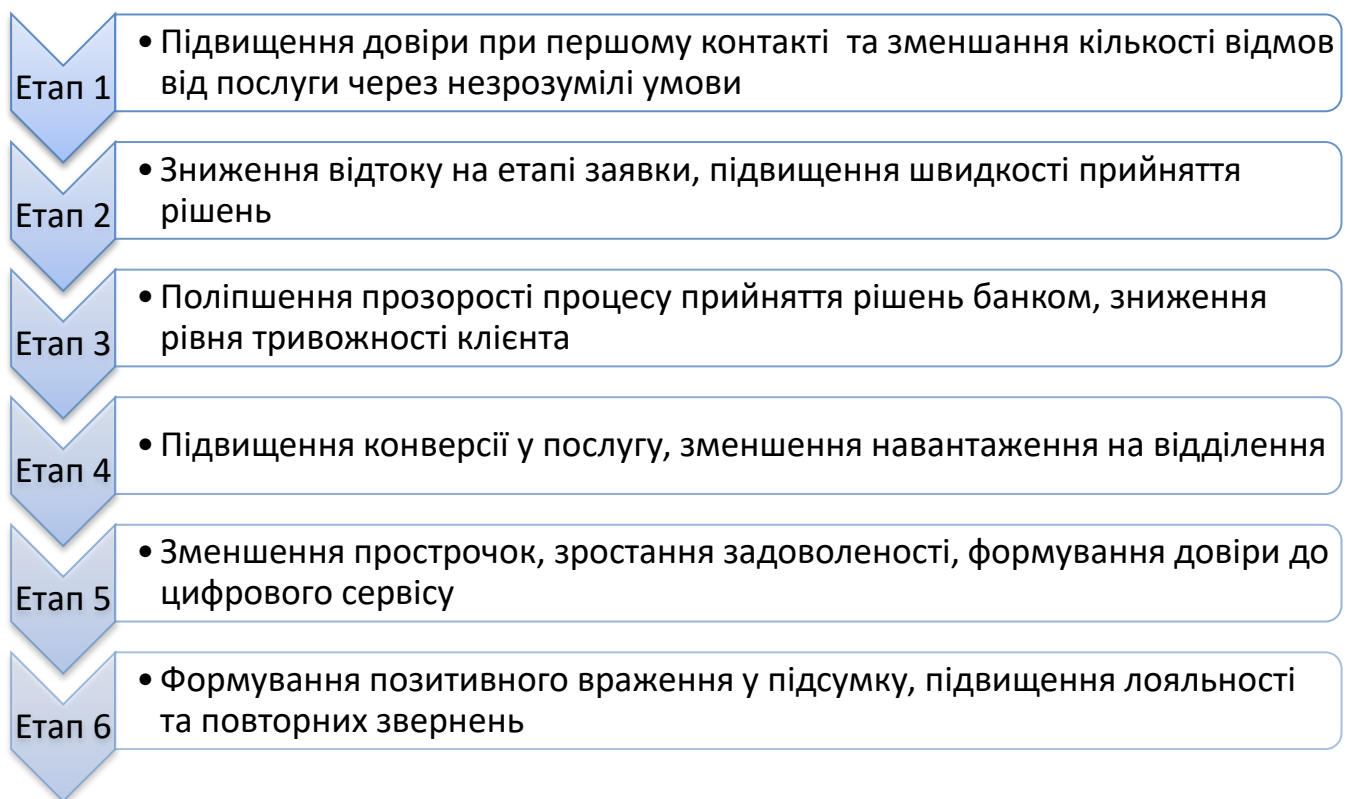 Етап 1
• Підвищення довіри при першому контакті  та зменшання кількості відмов
від послуги через незрозумілі умови
Етап 2
• Зниження відтоку на етапі заявки, підвищення швидкості прийняття
рішень
Етап 3
• Поліпшення прозорості процесу прийняття рішень банком, зниження
рівня тривожності клієнта
Етап 4
• Підвищення конверсії у послугу, зменшення навантаження на відділення
Етап 5
• Зменшення прострочок, зростання задоволеності, формування довіри до
цифрового сервісу
Етап 6
• Формування позитивного враження у підсумку, підвищення лояльності
та повторних звернень